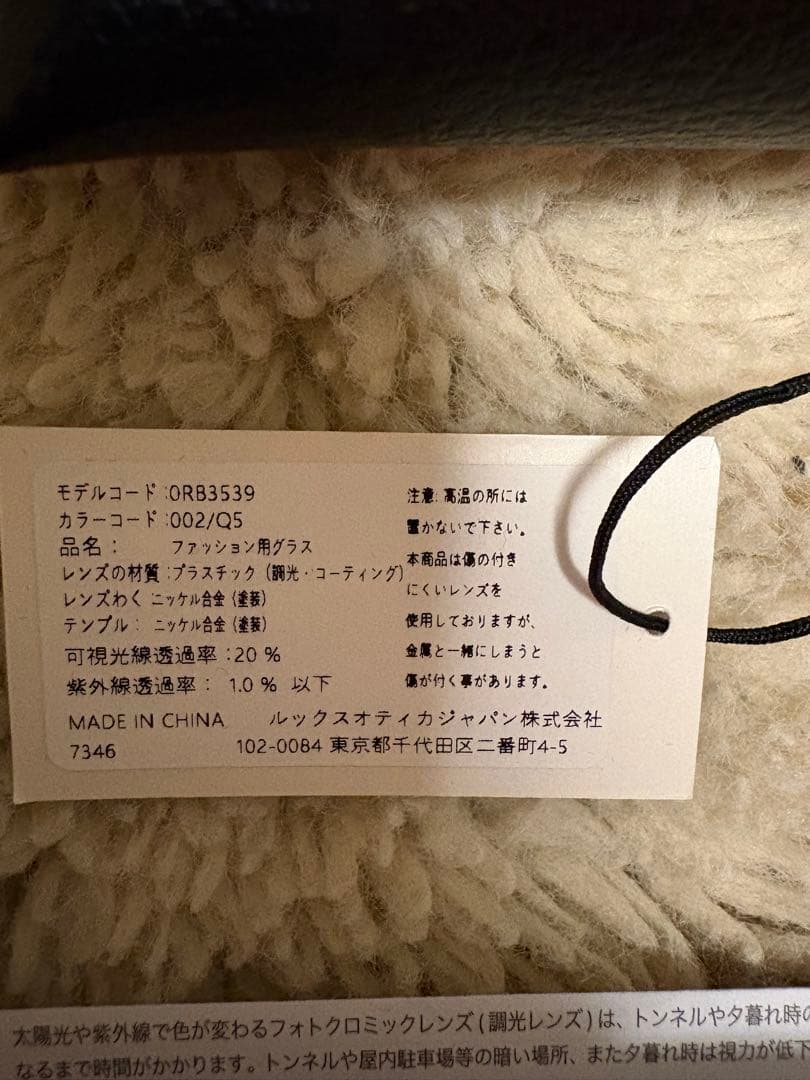 モデルコード:0RB3539
カラーコード:002/Q5
品名： ファッション用グラス
レンズの材質:プラスチック（調光・コーティング）
レンズわく ニッケル合金（塗装）
テンプル： ニッケル合金（塗装）
可視光線透過率:20 %
紫外線透過率： 1.0 % 以下
注意:高温の所には
置かないで下さい。
本商品は傷の付き
にくいレンズを
使用しておりますが、
金属と一緒にしまうと
傷が付く事があります。
MADE IN CHINA ルックスオティカジャパン株式会社
7346 102-0084 東京都千代田区二番町4-5
太陽光や紫外線で色が変わるフォトクロミックレンズ(調光レンズ)は、トンネルや夕暮れ時の
なるまで時間がかかります。トンネルや屋内駐車場等の暗い場所、また夕暮れ時は視力が低下